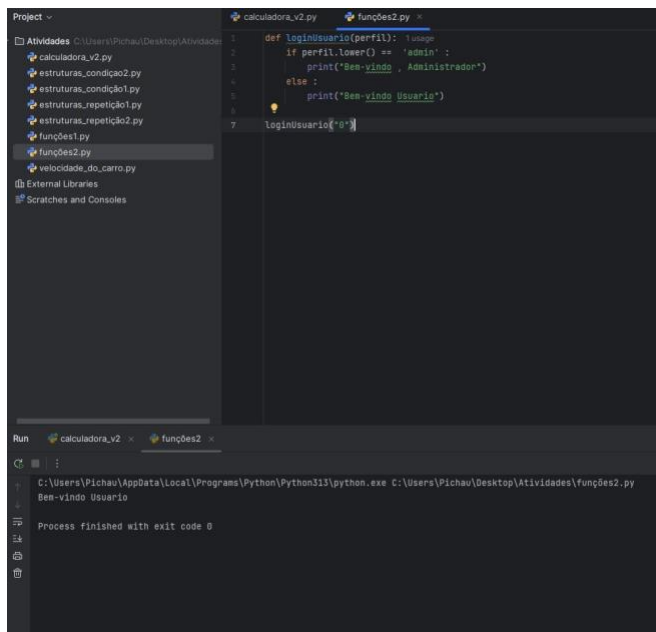 Project
Atividades C:\Users\Pichau\Desktop\Atividades
calculadora_v2.py
estruturas_condiçao2.py
estruturas_condição1.py
estruturas_repetição1.py
estruturas_repetição2.py
funções1.py
funções2.py
velocidade_do_carro.py
External Libraries
Scratches and Consoles
calculadora_v2.py funções2.py ×
1 def loginUsuario(perfil): 1 usage
2 if perfil.lower() == 'admin' :
3 print("Bem-vindo , Administrador")
4 else :
5 print("Bem-vindo Usuario")
6
7 loginUsuario("0")
Run calculadora_v2 × funções2 ×
C:\Users\Pichau\AppData\Local\Programs\Python\Python313\python.exe C:\Users\Pichau\Desktop\Atividades\funções2.py
Bem-vindo Usuario
Process finished with exit code 0